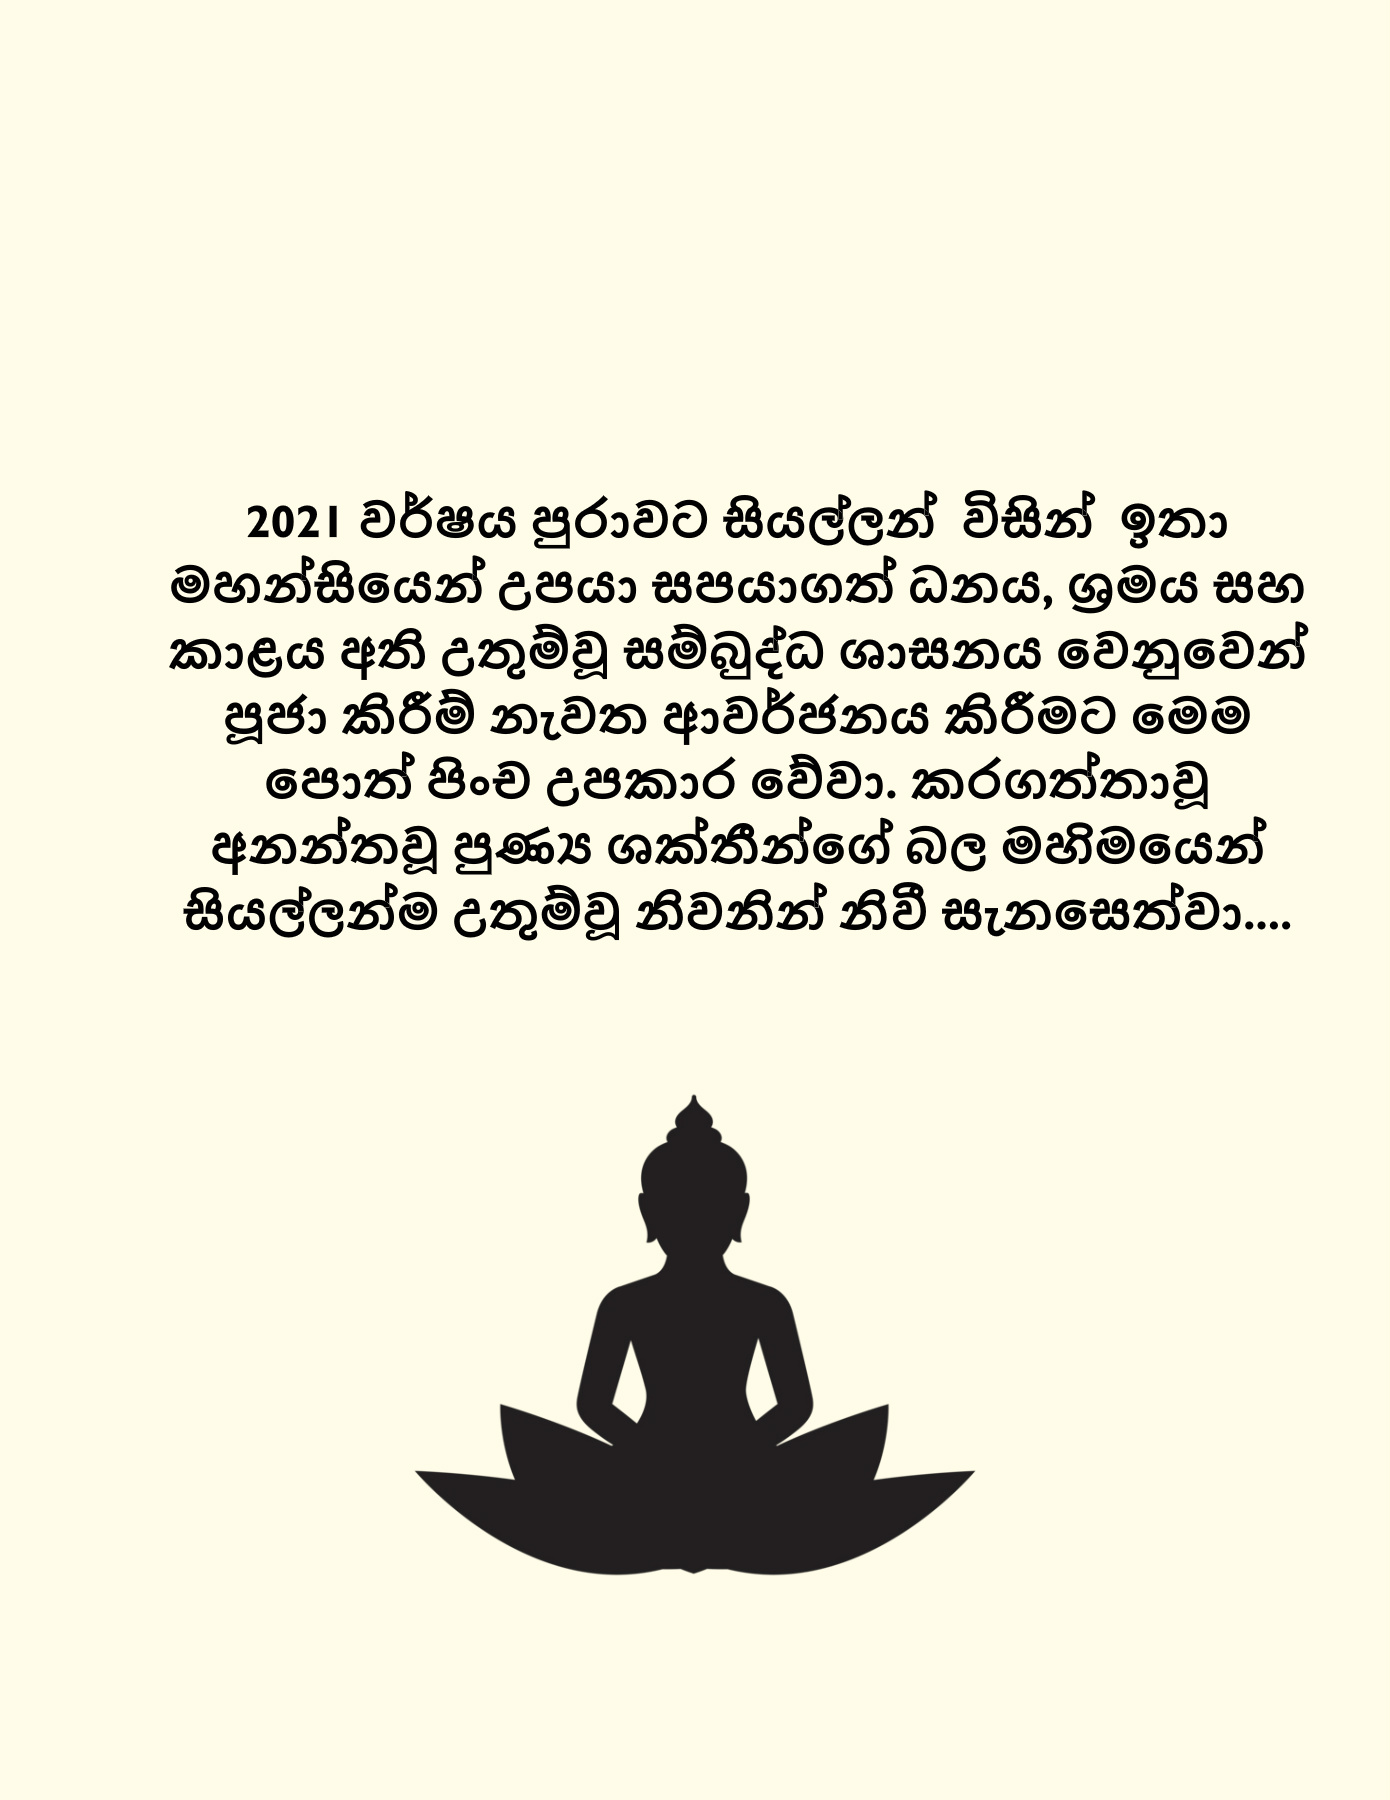 2021 වර්ෂය පුරාවට සියල්ලන් විසින් ඉතා
මහන්සියෙන් උපයා සපයාගත් ධනය, ශ්‍රමය සහ
කාළය අති උතුම්වූ සම්බුද්ධ ශාසනය වෙනුවෙන්
පූජා කිරීම් නැවත ආවර්ජනය කිරීමට මෙම
පොත් පිංච උපකාර වේවා. කරගත්තාවූ
අනන්තවූ පුණ්‍ය ශක්තීන්ගේ බල මහිමයෙන්
සියල්ලන්ම උතුම්වූ නිවනින් නිවී සැනසෙත්වා....